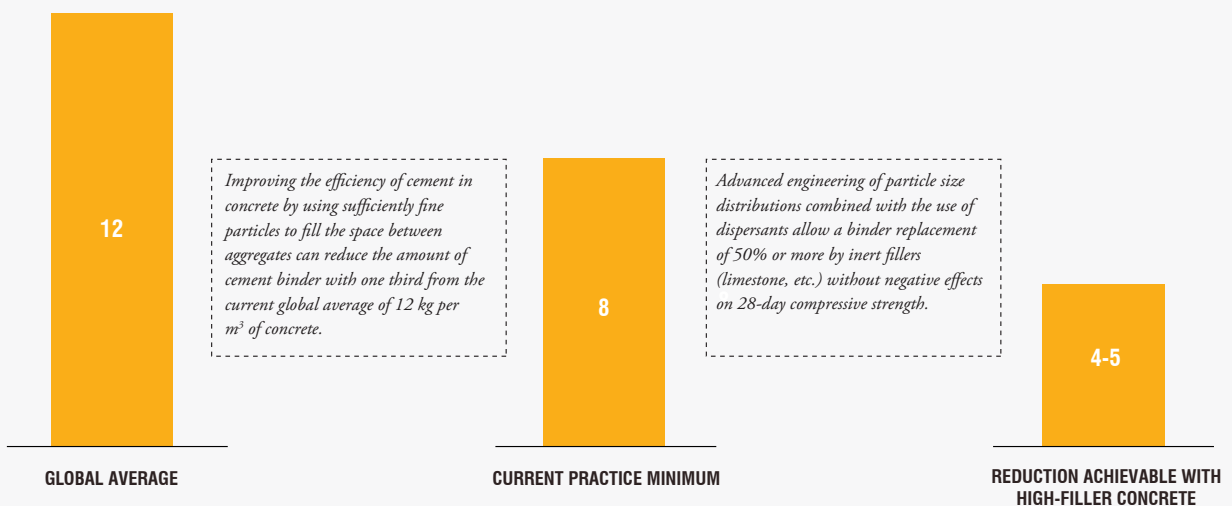 12
GLOBAL AVERAGE
Improving the efficiency of cement in
concrete by using sufficiently fine
particles to fill the space between
aggregates can reduce the amount of
cement binder with one third from the
current global average of 12 kg per
m³ of concrete.
8
CURRENT PRACTICE MINIMUM
Advanced engineering of particle size
distributions combined with the use of
dispersants allow a binder replacement
of 50% or more by inert fillers
(limestone, etc.) without negative effects
on 28-day compressive strength.
4-5
REDUCTION ACHIEVABLE WITH
HIGH-FILLER CONCRETE